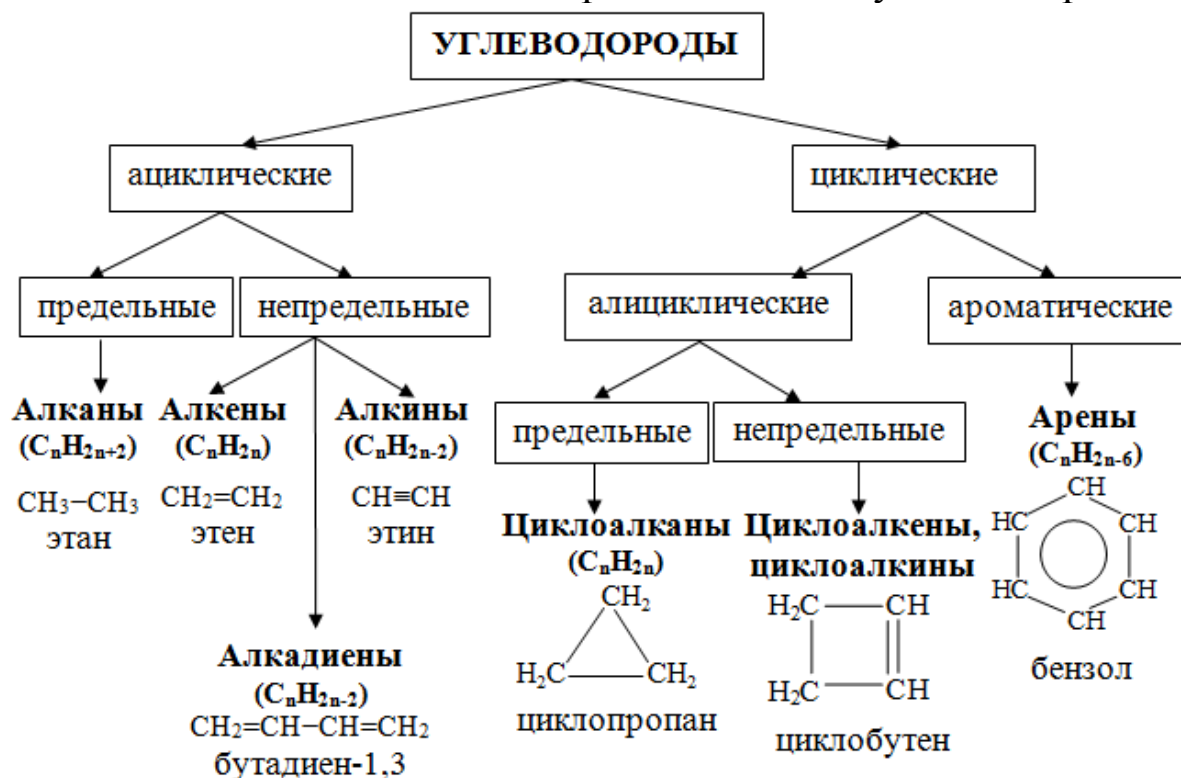 УГЛЕВОДОРОДЫ
ациклические
циклические
предельные
непредельные
алициклические
ароматические
Алканы
(CₙH₂ₙ₊₂)
CH₃−CH₃
этан
Алкены
(CₙH₂ₙ)
CH₂=CH₂
этен
Алкины
(CₙH₂ₙ₋₂)
CH≡CH
этин
Алкадиены
(CₙH₂ₙ₋₂)
CH₂=CH−CH=CH₂
бутадиен-1,3
предельные
непредельные
Циклоалканы
(CₙH₂ₙ)
CH₂
H₂C CH₂
циклопропан
Циклоалкены,
циклоалкины
H₂C CH
H₂C CH
циклобутен
Арены
(CₙH₂ₙ₋₆)
CH
HC CH
HC CH
CH
бензол